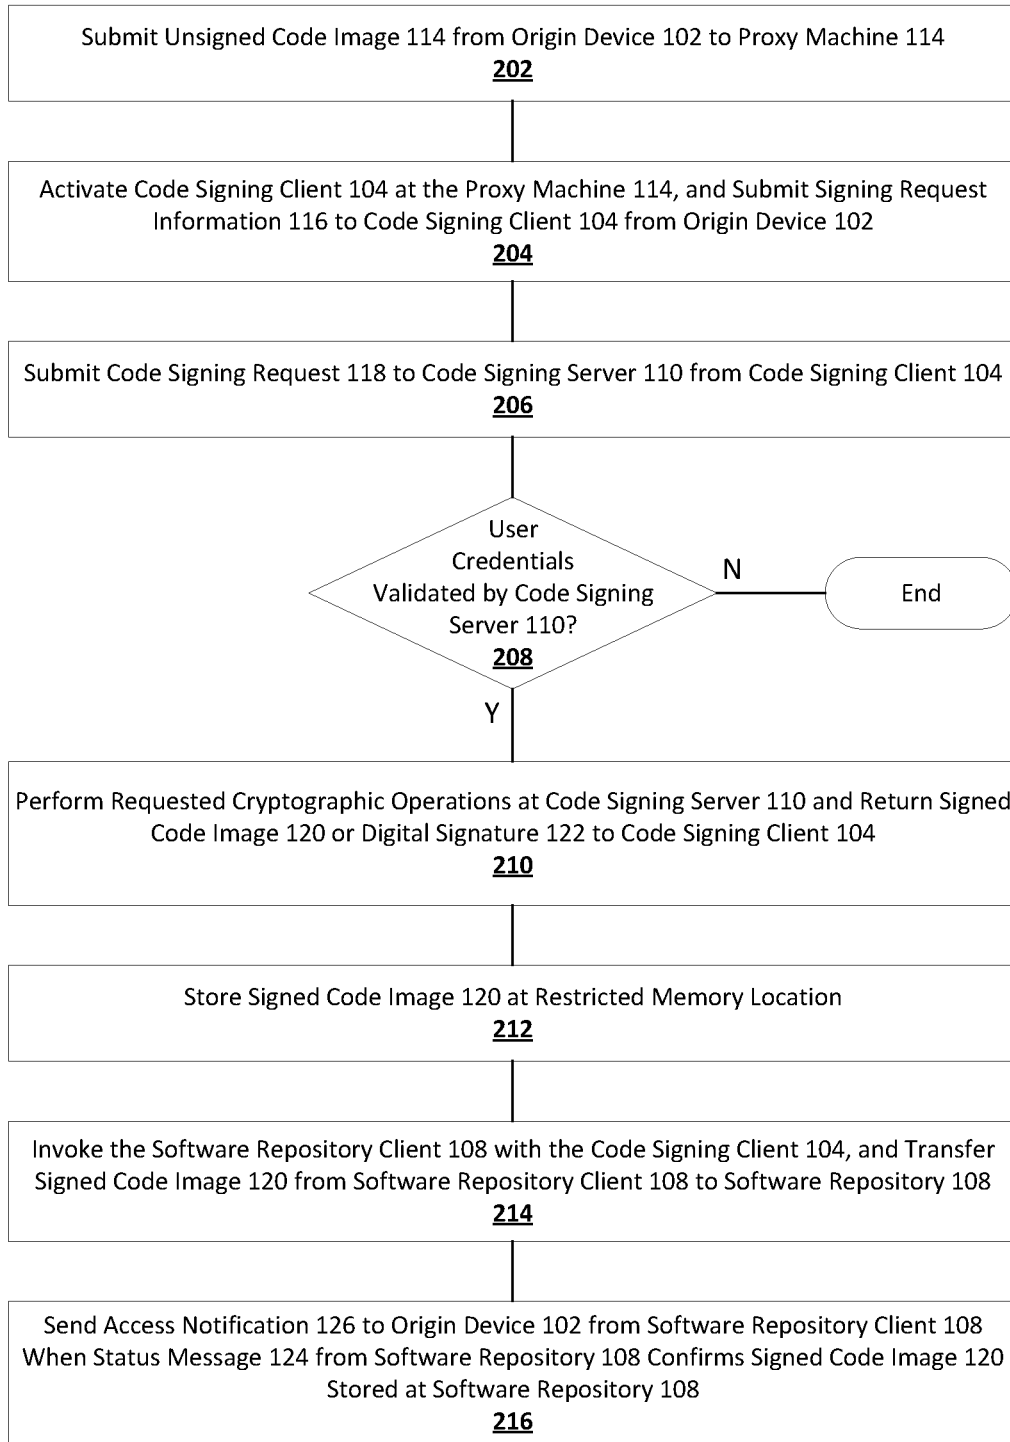 Submit Unsigned Code Image 114 from Origin Device 102 to Proxy Machine 114
202
Activate Code Signing Client 104 at the Proxy Machine 114, and Submit Signing Request
Information 116 to Code Signing Client 104 from Origin Device 102
204
Submit Code Signing Request 118 to Code Signing Server 110 from Code Signing Client 104
206
User
Credentials
Validated by Code Signing
Server 110?
208
N
End
Y
Perform Requested Cryptographic Operations at Code Signing Server 110 and Return Signed
Code Image 120 or Digital Signature 122 to Code Signing Client 104
210
Store Signed Code Image 120 at Restricted Memory Location
212
Invoke the Software Repository Client 108 with the Code Signing Client 104, and Transfer
Signed Code Image 120 from Software Repository Client 108 to Software Repository 108
214
Send Access Notification 126 to Origin Device 102 from Software Repository Client 108
When Status Message 124 from Software Repository 108 Confirms Signed Code Image 120
Stored at Software Repository 108
216